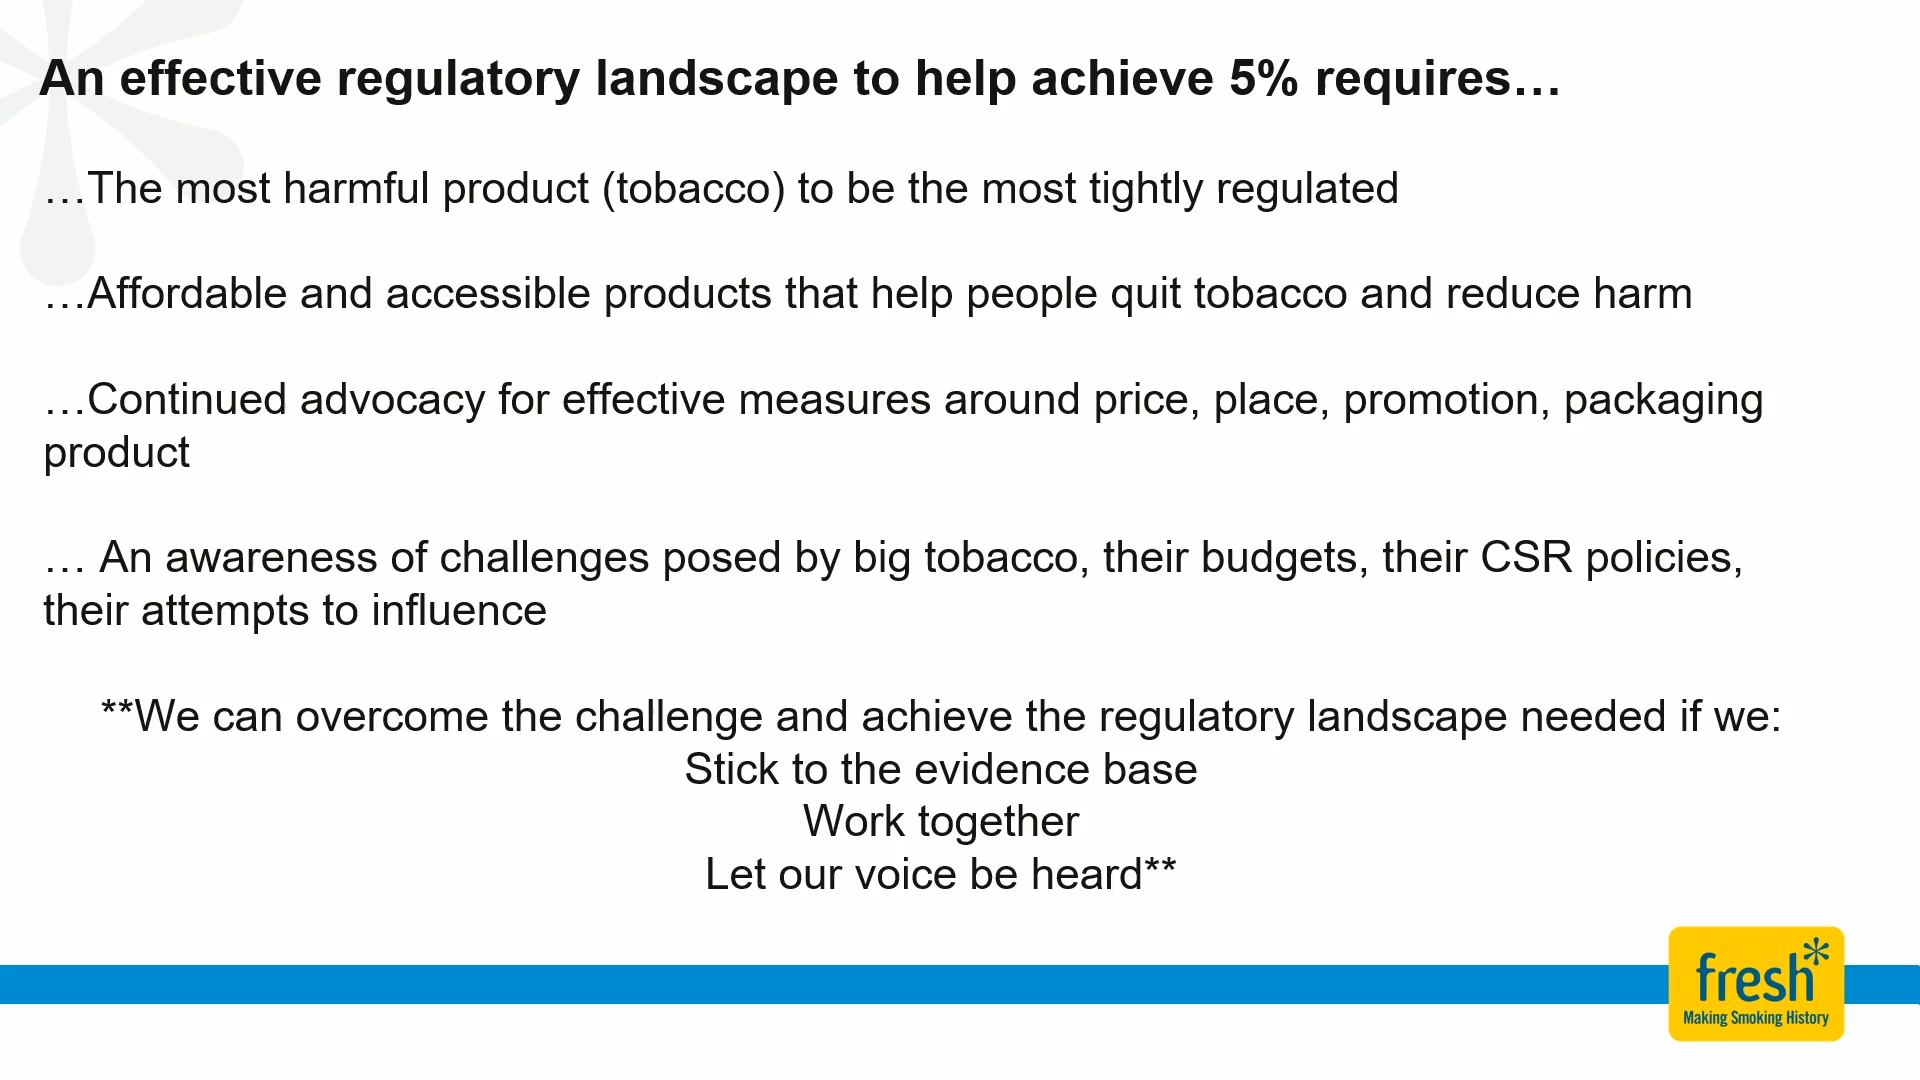 An effective regulatory landscape to help achieve 5% requires…
…The most harmful product (tobacco) to be the most tightly regulated
…Affordable and accessible products that help people quit tobacco and reduce harm
…Continued advocacy for effective measures around price, place, promotion, packaging
product
… An awareness of challenges posed by big tobacco, their budgets, their CSR policies,
their attempts to influence
**We can overcome the challenge and achieve the regulatory landscape needed if we:
Stick to the evidence base
Work together
Let our voice be heard**
fresh*
Making Smoking History